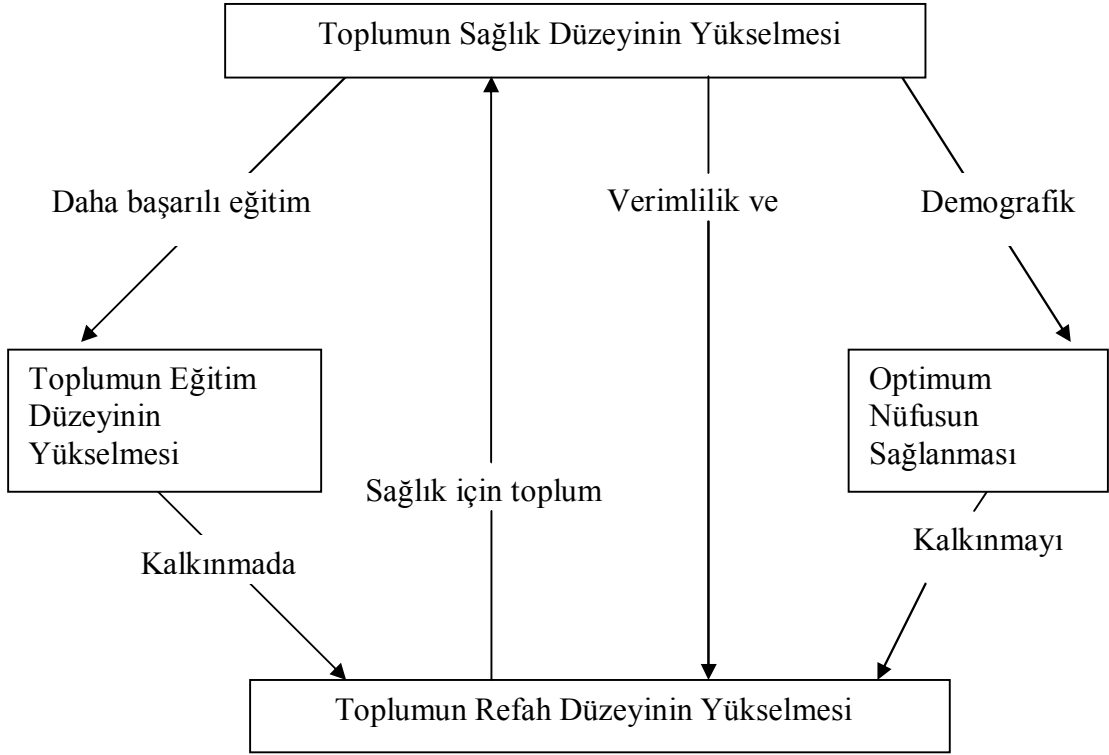 Toplumun Sağlık Düzeyinin Yükselmesi
Daha başarılı eğitim
Verimlilik ve
Demografik
Toplumun Eğitim
Düzeyinin
Yükselmesi
Optimum
Nüfusun
Sağlanması
Sağlık için toplum
Kalkınmada
Kalkınmayı
Toplumun Refah Düzeyinin Yükselmesi